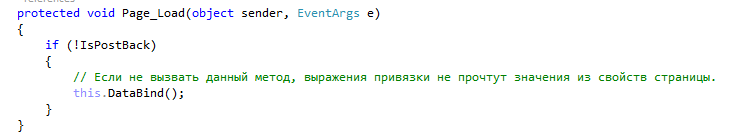 protected void Page_Load(object sender, EventArgs e)
{
if (!IsPostBack)
{
// Если не вызвать данный метод, выражения привязки не прочтут значения из свойств страницы.
this.DataBind();
}
}